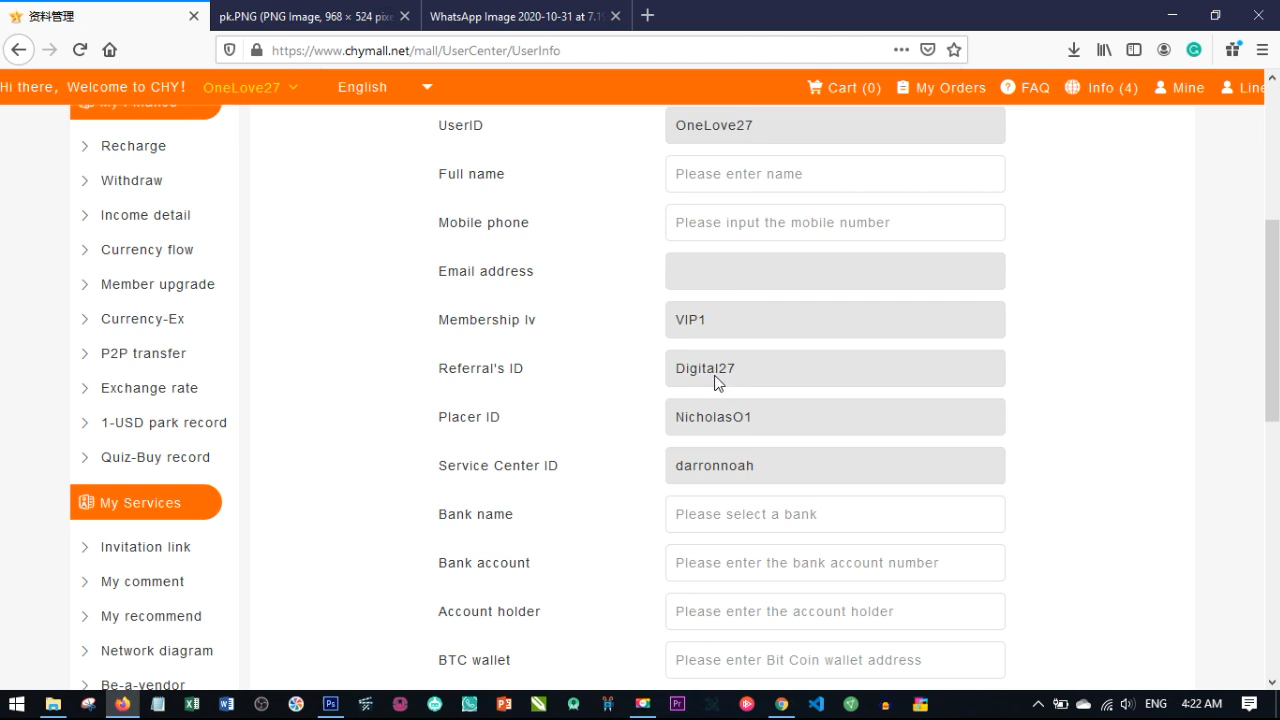 资料管理
pk.PNG (PNG Image, 968 × 524 pixe
WhatsApp Image 2020-10-31 at 7.1
https://www.chymall.net/mall/UserCenter/UserInfo
Hi there, Welcome to CHY! OneLove27 English Cart (0) My Orders FAQ Info (4) Mine Line
Recharge
Withdraw
Income detail
Currency flow
Member upgrade
Currency-Ex
P2P transfer
Exchange rate
1-USD park record
Quiz-Buy record
My Services
Invitation link
My comment
My recommend
Network diagram
Be-a-vendor
UserID OneLove27
Full name Please enter name
Mobile phone Please input the mobile number
Email address
Membership lv VIP1
Referral's ID Digital27
Placer ID NicholasO1
Service Center ID darronnoah
Bank name Please select a bank
Bank account Please enter the bank account number
Account holder Please enter the account holder
BTC wallet Please enter Bit Coin wallet address
ENG 4:22 AM